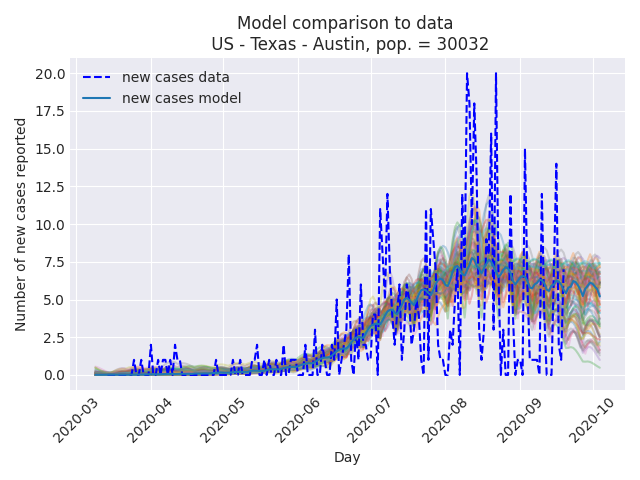 Model comparison to data
US - Texas - Austin, pop. = 30032
new cases data
new cases model
Number of new cases reported
20.0
17.5
15.0
12.5
10.0
7.5
5.0
2.5
0.0
2020-03
2020-04
2020-05
2020-06
2020-07
2020-08
2020-09
2020-10
Day